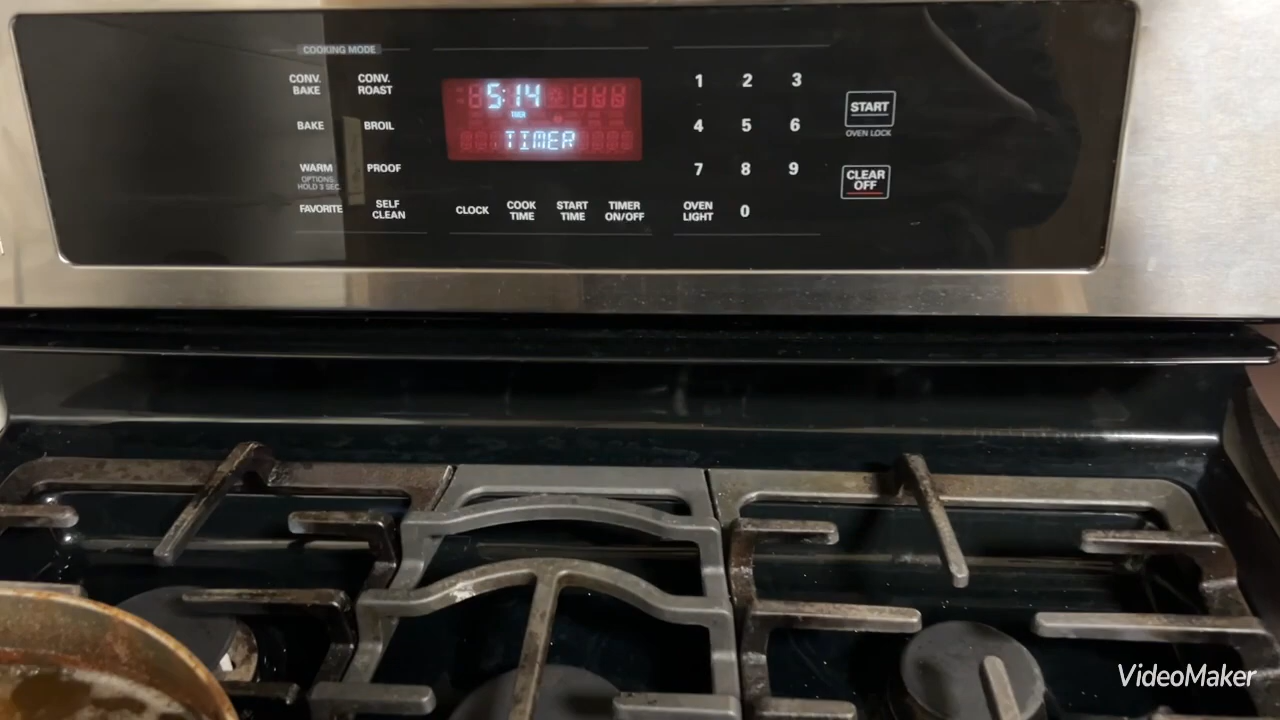 COOKING MODE
CONV. BAKE
CONV. ROAST
BAKE
BROIL
WARM
OPTIONS
HOLD 3 SEC.
PROOF
FAVORITE
SELF CLEAN
5:14
TIMER
CLOCK
COOK TIME
START TIME
TIMER ON/OFF
1 2 3
4 5 6
7 8 9
OVEN LIGHT
0
START
OVEN LOCK
CLEAR OFF
VideoMaker